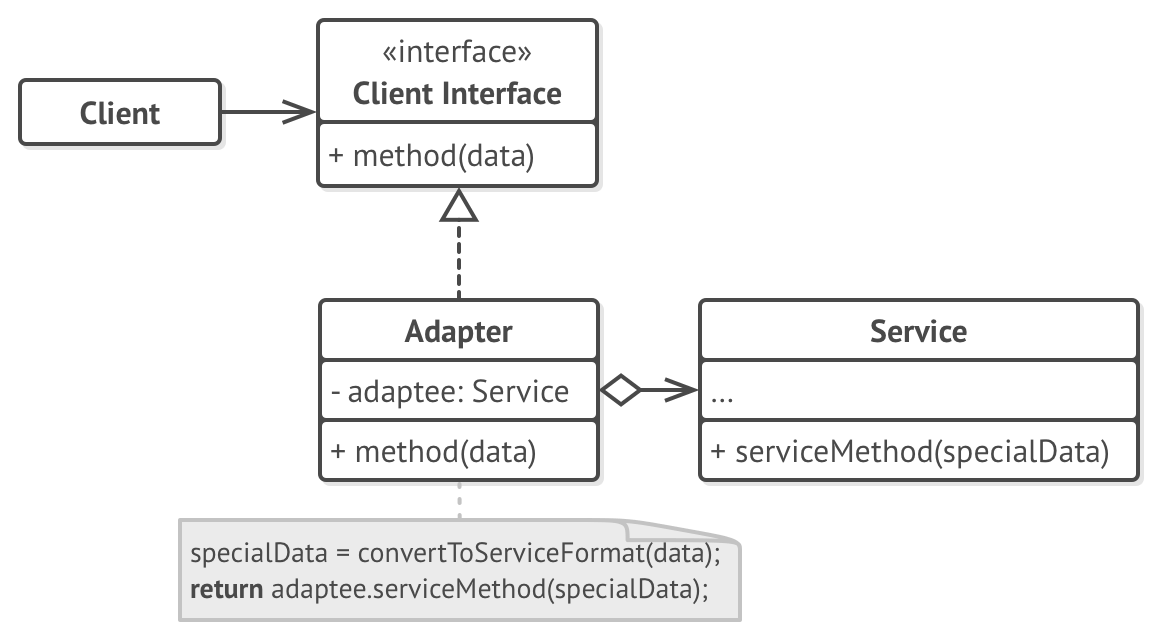 Client
«interface»
Client Interface
+ method(data)
Adapter
- adaptee: Service
+ method(data)
Service
...
+ serviceMethod(specialData)
specialData = convertToServiceFormat(data);
return adaptee.serviceMethod(specialData);